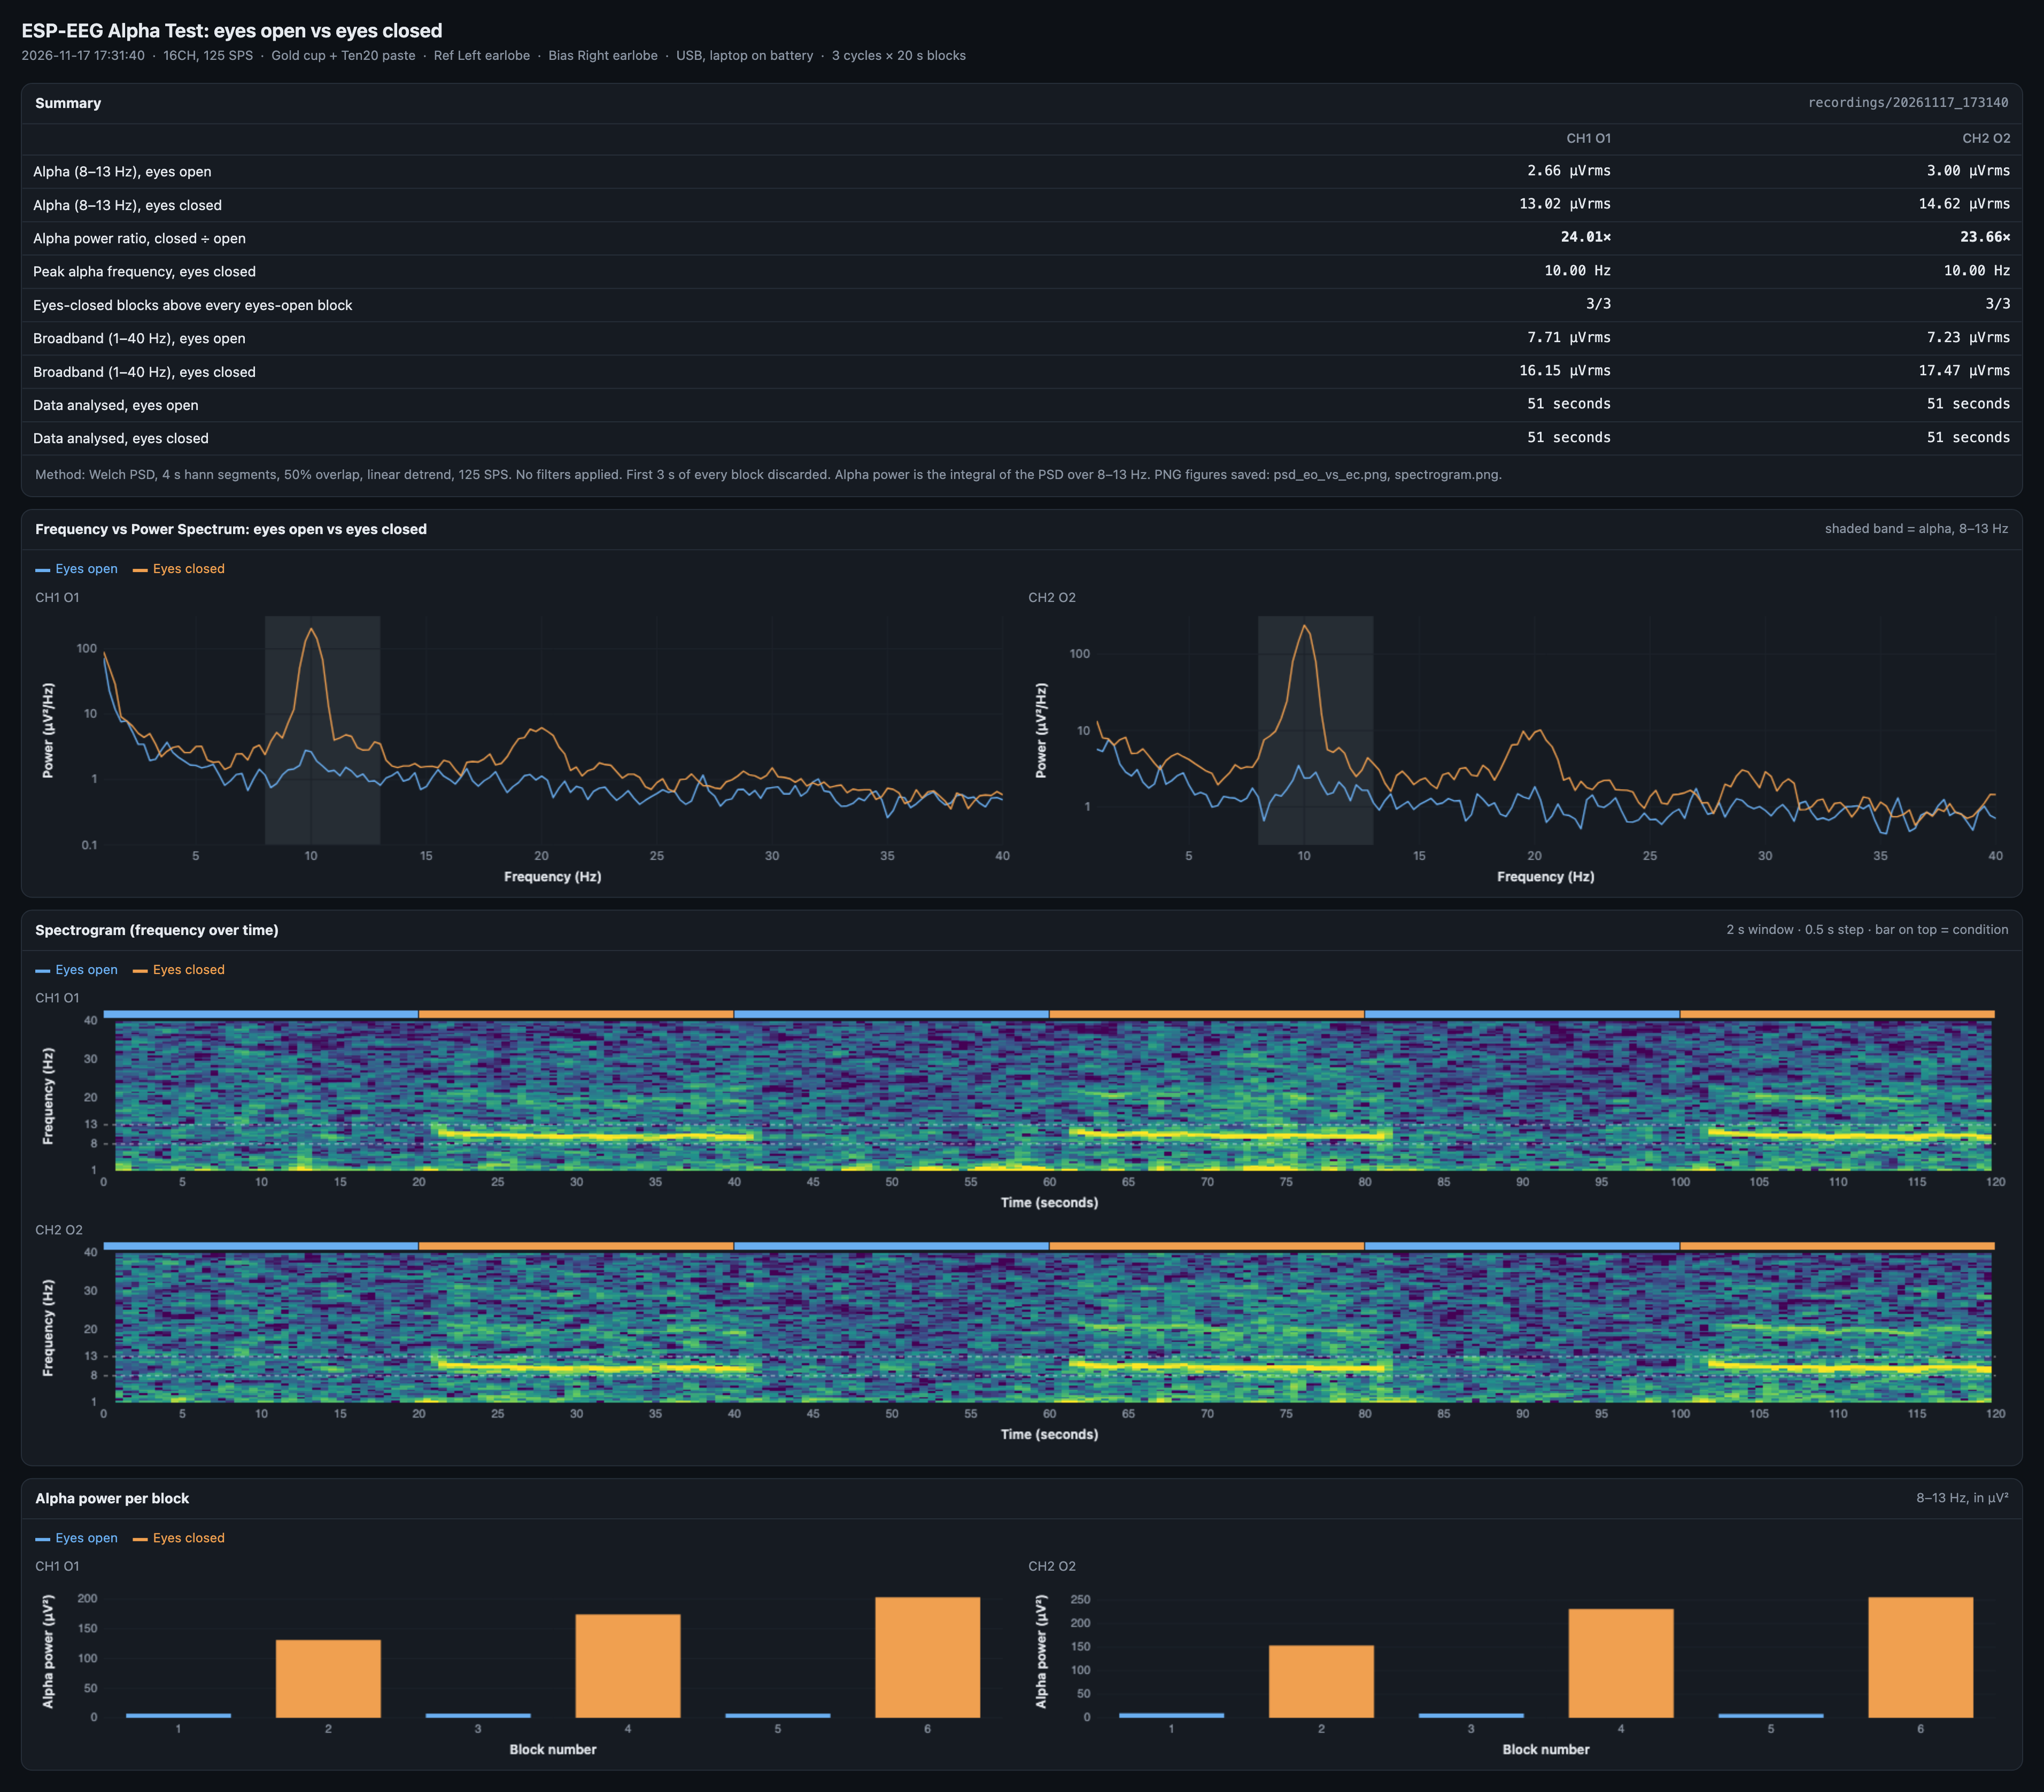 ESP-EEG Alpha Test: eyes open vs eyes closed
2026-11-17 17:31:40 · 16CH, 125 SPS · Gold cup + Ten20 paste · Ref Left earlobe · Bias Right earlobe · USB, laptop on battery · 3 cycles × 20 s blocks
Summary recordings/20261117_173140
CH1 O1 CH2 O2
Alpha (8–13 Hz), eyes open 2.66 µVrms 3.00 µVrms
Alpha (8–13 Hz), eyes closed 13.02 µVrms 14.62 µVrms
Alpha power ratio, closed ÷ open 24.01× 23.66×
Peak alpha frequency, eyes closed 10.00 Hz 10.00 Hz
Eyes-closed blocks above every eyes-open block 3/3 3/3
Broadband (1–40 Hz), eyes open 7.71 µVrms 7.23 µVrms
Broadband (1–40 Hz), eyes closed 16.15 µVrms 17.47 µVrms
Data analysed, eyes open 51 seconds 51 seconds
Data analysed, eyes closed 51 seconds 51 seconds
Method: Welch PSD, 4 s hann segments, 50% overlap, linear detrend, 125 SPS. No filters applied. First 3 s of every block discarded. Alpha power is the integral of the PSD over 8–13 Hz. PNG figures saved: psd_eo_vs_ec.png, spectrogram.png.
Frequency vs Power Spectrum: eyes open vs eyes closed shaded band = alpha, 8–13 Hz
Eyes open Eyes closed
CH1 O1
Power (µV²/Hz)
100
10
1
0.1
5 10 15 20 25 30 35 40
Frequency (Hz)
CH2 O2
Power (µV²/Hz)
100
10
1
5 10 15 20 25 30 35 40
Frequency (Hz)
Spectrogram (frequency over time) 2 s window · 0.5 s step · bar on top = condition
Eyes open Eyes closed
CH1 O1
Frequency (Hz)
40
30
20
13
8
1
0 5 10 15 20 25 30 35 40 45 50 55 60 65 70 75 80 85 90 95 100 105 110 115 120
Time (seconds)
CH2 O2
Frequency (Hz)
40
30
20
13
8
1
0 5 10 15 20 25 30 35 40 45 50 55 60 65 70 75 80 85 90 95 100 105 110 115 120
Time (seconds)
Alpha power per block 8–13 Hz, in µV²
Eyes open Eyes closed
CH1 O1
Alpha power (µV²)
200
150
100
50
0
1 2 3 4 5 6
Block number
CH2 O2
Alpha power (µV²)
250
200
150
100
50
0
1 2 3 4 5 6
Block number